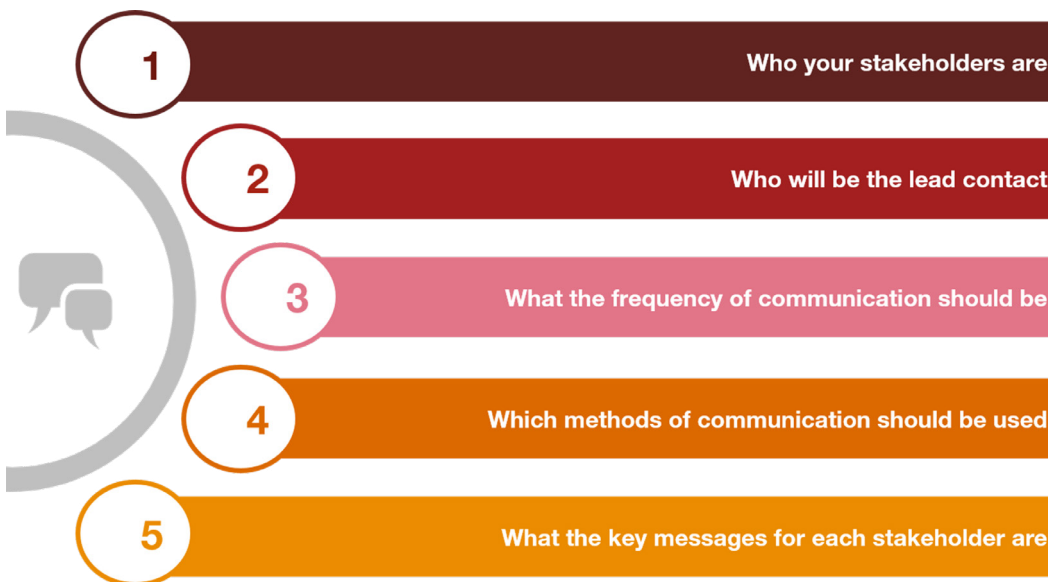 1
Who your stakeholders are
2
Who will be the lead contact
3
What the frequency of communication should be
4
Which methods of communication should be used
5
What the key messages for each stakeholder are